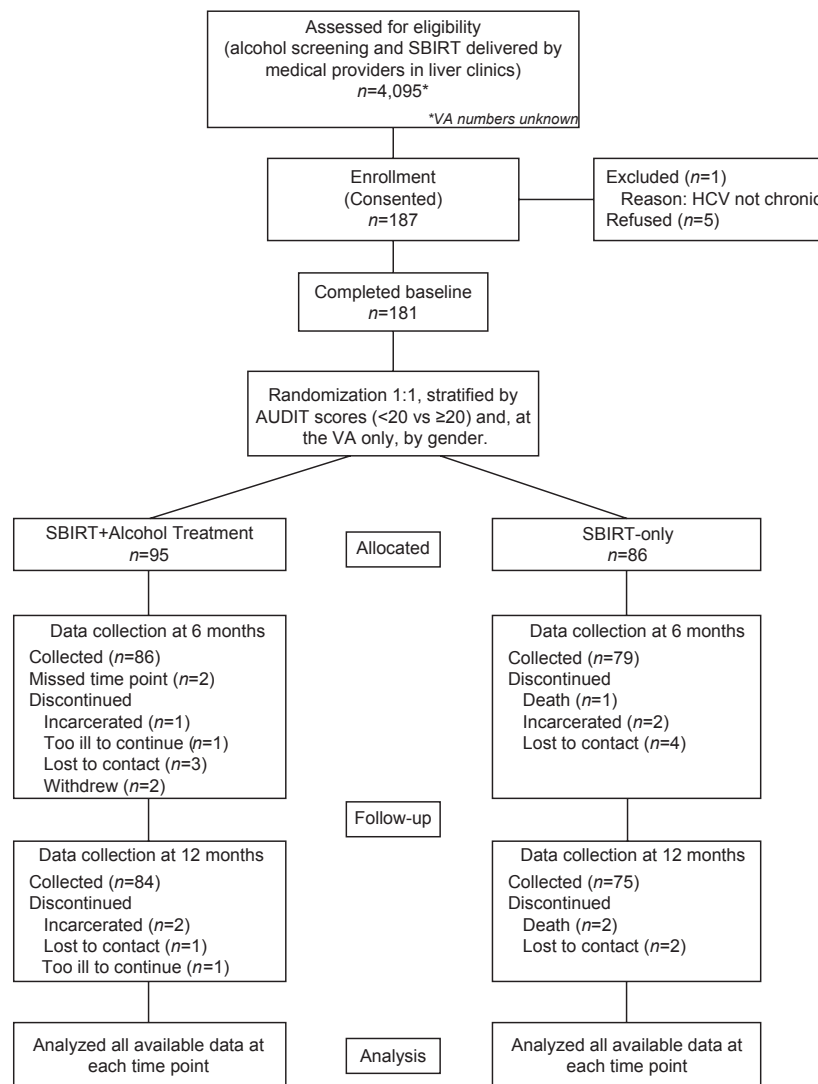 Assessed for eligibility
(alcohol screening and SBIRT delivered by
medical providers in liver clinics)
n=4,095*
*VA numbers unknown
Enrollment
(Consented)
n=187
Excluded (n=1)
Reason: HCV not chronic
Refused (n=5)
Completed baseline
n=181
Randomization 1:1, stratified by
AUDIT scores (<20 vs ≥20) and, at
the VA only, by gender.
SBIRT+Alcohol Treatment
n=95
Allocated
SBIRT-only
n=86
Data collection at 6 months
Collected (n=86)
Missed time point (n=2)
Discontinued
Incarcerated (n=1)
Too ill to continue (n=1)
Lost to contact (n=3)
Withdrew (n=2)
Data collection at 6 months
Collected (n=79)
Discontinued
Death (n=1)
Incarcerated (n=2)
Lost to contact (n=4)
Follow-up
Data collection at 12 months
Collected (n=84)
Discontinued
Incarcerated (n=2)
Lost to contact (n=1)
Too ill to continue (n=1)
Data collection at 12 months
Collected (n=75)
Discontinued
Death (n=2)
Lost to contact (n=2)
Analyzed all available data at
each time point
Analysis
Analyzed all available data at
each time point